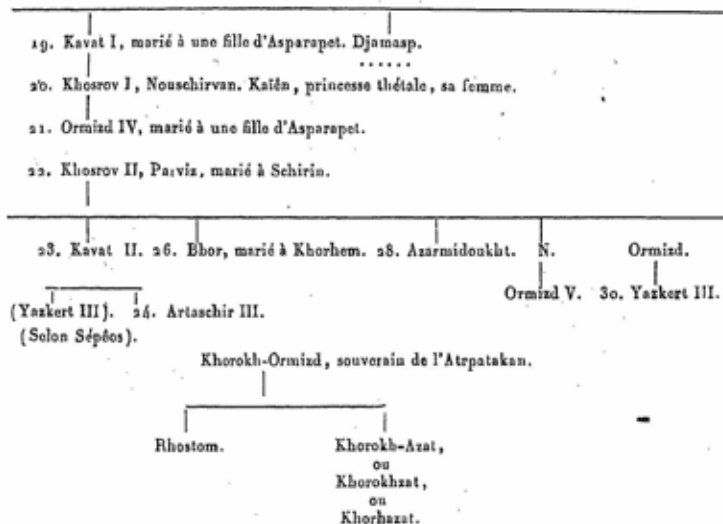 19. Kavat I, marié à une fille d'Asparapet. Djamasp.
20. Khosrov I, Nouschirvan. Kaïên, princesse thétale, sa femme.
21. Ormizd IV, marié à une fille d'Asparapet.
22. Khosrov II, Parviz, marié à Schirin.
23. Kavat II. 26. Bbor, marié à Khorhem. 28. Azarmidoukht. N. Ormizd.
Ormizd V. 30. Yazkert III.
(Yazkert III). 24. Artaschir III.
(Selon Sépêos).
Khorokh-Ormizd, souverain de l'Atrpatakan.
Rhostom. Khorokh-Azat,
ou
Khorokhzat,
ou
Khorhazat.